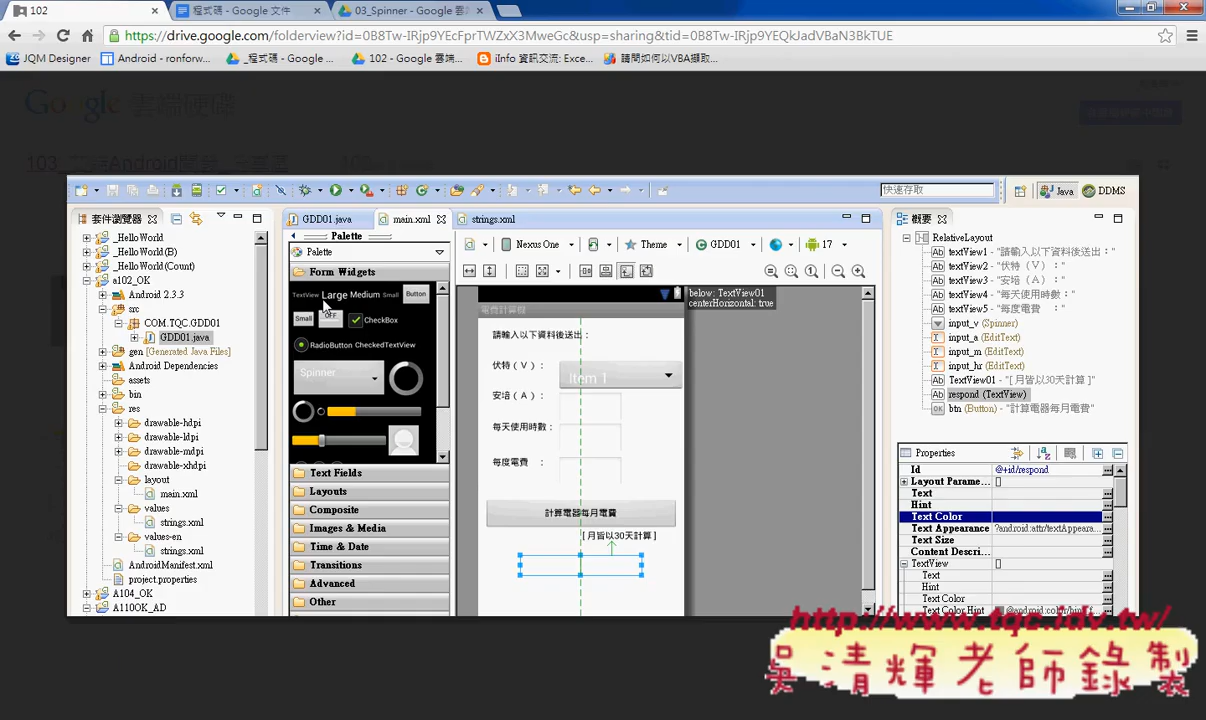 102
程式碼 - Google 文件
03_Spinner - Google 雲端
https://drive.google.com/folderview?id=0B8Tw-IRjp9YEcFprTWZxX3MweGc&usp=sharing&tid=0B8Tw-IRjp9YEQkJadVBaN3BkTUE
JQM Designer
Android - ronforwork...
_程式碼 - Google ...
102 - Google 雲端...
iInfo 資訊交流: Exce...
請問如何以VBA擷取...
Google 雲端硬碟
快速存取
Java
DDMS
套件瀏覽器
GDD01.java
main.xml
strings.xml
概要
_HelloWorld
_HelloWorld(B)
_HelloWorld(Count)
a102_OK
Android 2.3.3
src
COM.TQC.GDD01
GDD01.java
gen [Generated Java Files]
Android Dependencies
assets
bin
res
drawable-hdpi
drawable-ldpi
drawable-mdpi
drawable-xhdpi
layout
main.xml
values
strings.xml
values-en
strings.xml
AndroidManifest.xml
project.properties
A104_OK
A110OK_AD
Palette
Palette
Form Widgets
TextView Large Medium Small Button
Small OFF CheckBox
RadioButton CheckedTextView
Spinner
Text Fields
Layouts
Composite
Images & Media
Time & Date
Transitions
Advanced
Other
Nexus One
Theme
GDD01
17
below: TextView01
centerHorizontal: true
電費計算機
請輸入以下資料後送出：
伏特（V）：
Item 1
安培（A）：
每天使用時數：
每度電費　：
計算電器每月電費
[ 月皆以30天計算 ]
RelativeLayout
textView1 - "請輸入以下資料後送出："
textView2 - "伏特（V）："
textView3 - "安培（A）："
textView4 - "每天使用時數："
textView5 - "每度電費　："
input_v (Spinner)
input_a (EditText)
input_m (EditText)
input_hr (EditText)
TextView01 - "[ 月皆以30天計算 ]"
respond (TextView)
btn (Button) - "計算電器每月電費"
Properties
Id @+id/respond
Layout Parame... []
Text
Hint
Text Color
Text Appearance ?android:attr/textAppeara...
Text Size
Content Descri...
TextView []
Text
Hint
Text Color
Text Color Hint
http://www.tqc.idv.tw/
吳清輝老師錄製